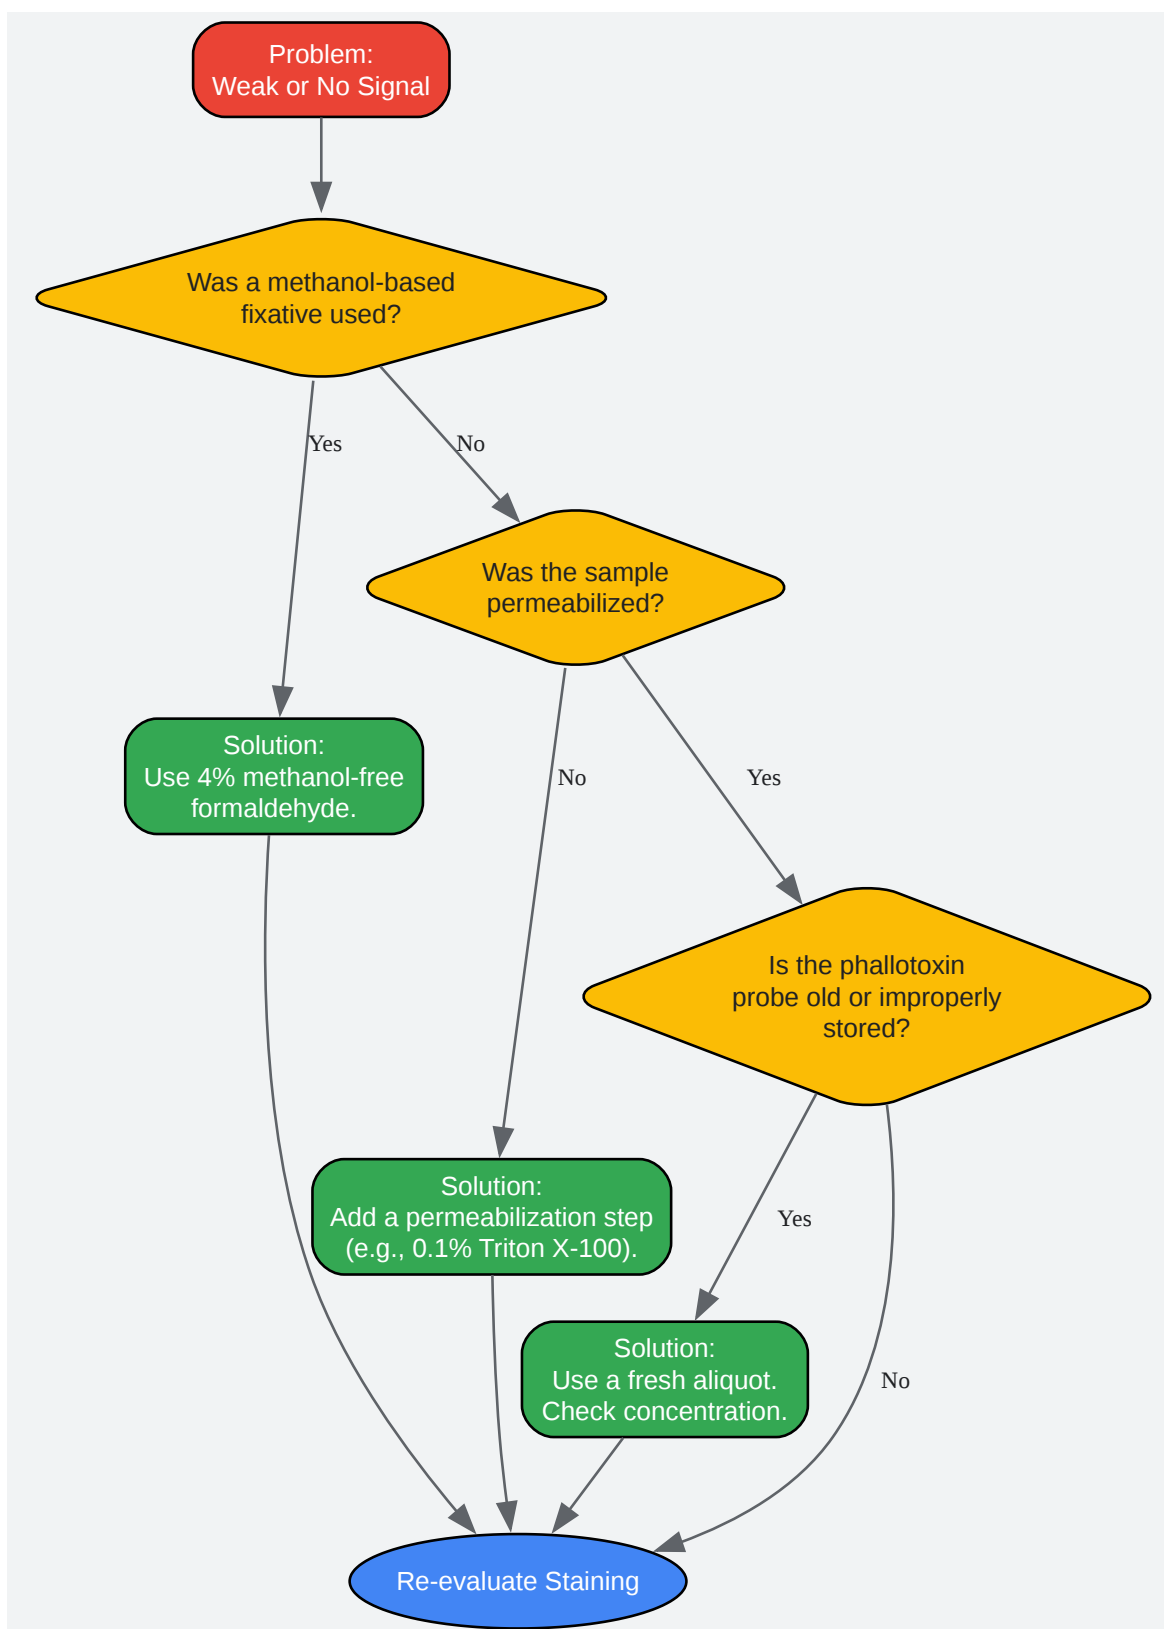 Problem:
Weak or No Signal
Was a methanol-based
fixative used?
Yes
No
Was the sample
permeabilized?
Solution:
Use 4% methanol-free
formaldehyde.
No
Yes
Is the phallotoxin
probe old or improperly
stored?
Solution:
Add a permeabilization step
(e.g., 0.1% Triton X-100).
Yes
Solution:
Use a fresh aliquot.
Check concentration.
No
Re-evaluate Staining